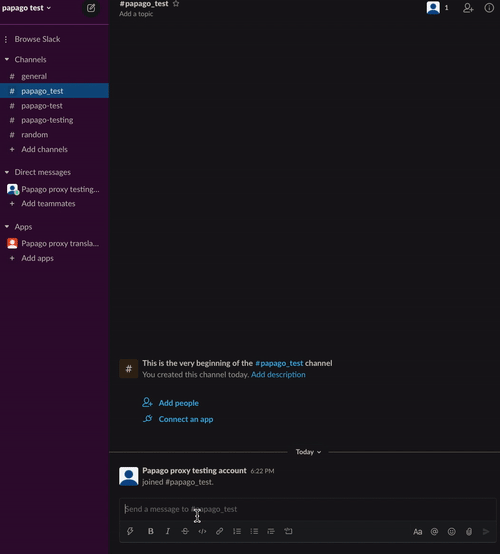 papago test
Browse Slack
Channels
# general
# papago_test
# papago-test
# papago-testing
# random
+ Add channels
Direct messages
Papago proxy testing...
+ Add teammates
Apps
Papago proxy transla...
+ Add apps
#papago_test
Add a topic
1
# This is the very beginning of the #papago_test channel
You created this channel today. Add description
Add people
Connect an app
Today
Papago proxy testing account 6:22 PM
joined #papago_test.
Send a message to #papago_test
B I S </> Aa @